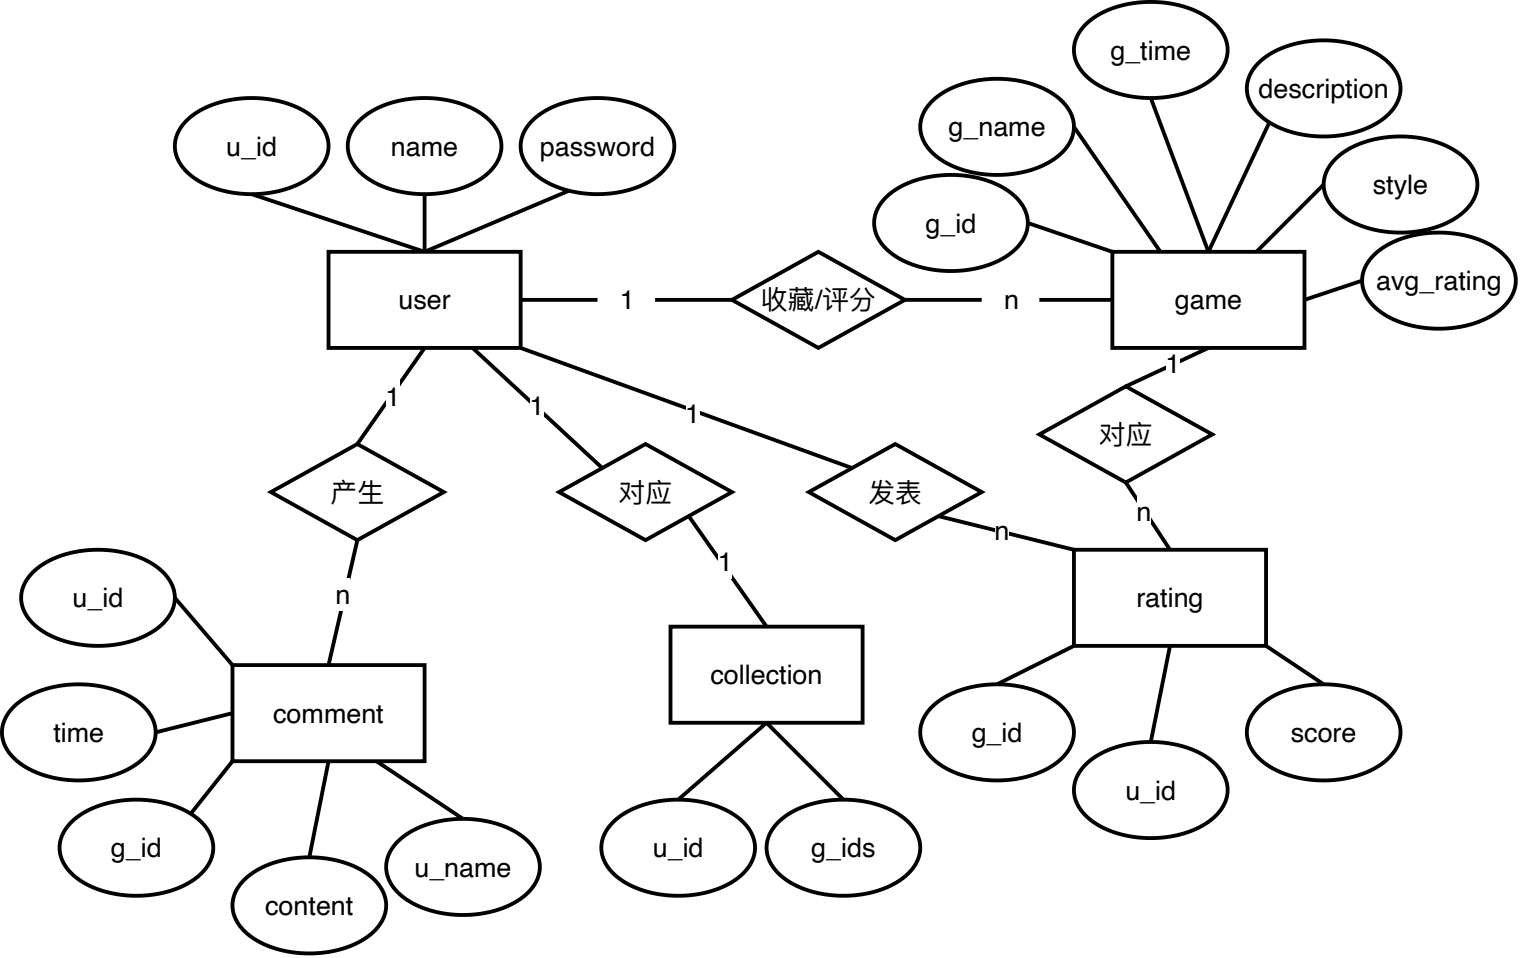 g_time
description
g_name
u_id
name
password
style
g_id
avg_rating
user
1
收藏/评分
n
game
1
1
1
1
对应
产生
对应
发表
n
n
1
n
u_id
rating
collection
comment
time
g_id
score
u_id
g_id
u_id
g_ids
u_name
content